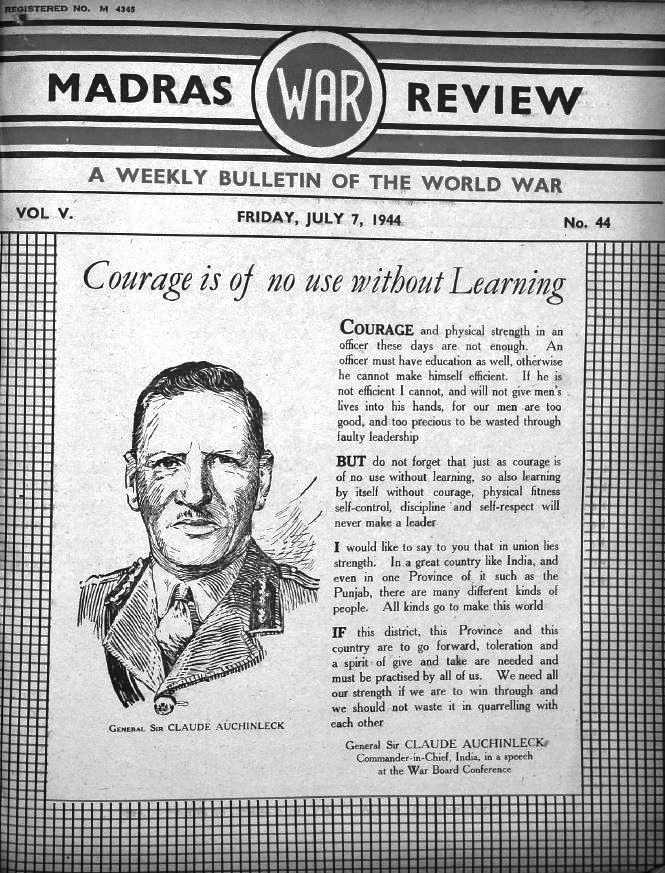 REGISTERED NO. M 4345
MADRAS WAR REVIEW
A WEEKLY BULLETIN OF THE WORLD WAR
VOL V. FRIDAY, JULY 7, 1944 No. 44
Courage is of no use without Learning
COURAGE and physical strength in an
officer these days are not enough. An
officer must have education as well, otherwise
he cannot make himself efficient. If he is
not efficient I cannot, and will not give men's
lives into his hands, for our men are too
good, and too precious to be wasted through
faulty leadership
BUT do not forget that just as courage is
of no use without learning, so also learning
by itself without courage, physical fitness
self-control, discipline and self-respect will
never make a leader
I would like to say to you that in union lies
strength. In a great country like India, and
even in one Province of it such as the
Punjab, there are many different kinds of
people. All kinds go to make this world
IF this district, this Province and this
country are to go forward, toleration and
a spirit of give and take are needed and
must be practised by all of us. We need all
our strength if we are to win through and
we should not waste it in quarrelling with
each other
General Sir CLAUDE AUCHINLECK
Commander-in-Chief, India, in a speech
at the War Board Conference
GENERAL SIR CLAUDE AUCHINLECK